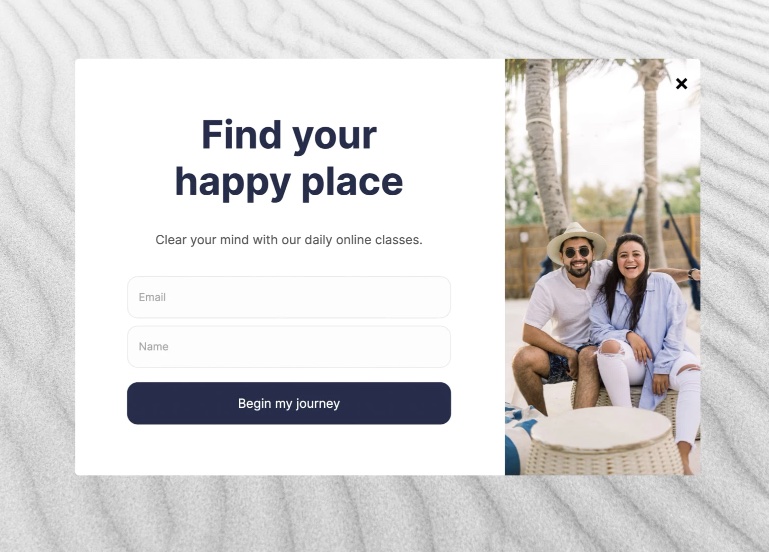 Find your
happy place
Clear your mind with our daily online classes.
Email
Name
Begin my journey